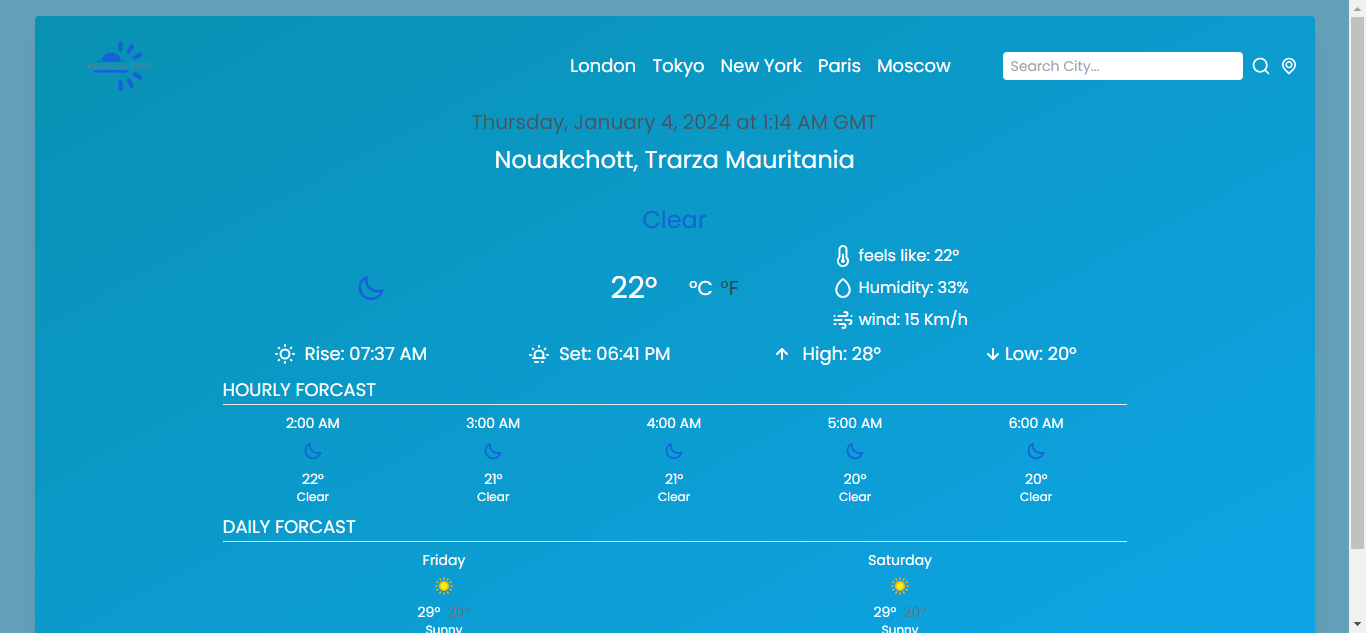 London Tokyo New York Paris Moscow Search City...
Thursday, January 4, 2024 at 1:14 AM GMT
Nouakchott, Trarza Mauritania
Clear
feels like: 22°
22° °C °F
Humidity: 33%
wind: 15 Km/h
Rise: 07:37 AM Set: 06:41 PM High: 28° Low: 20°
HOURLY FORCAST
2:00 AM 3:00 AM 4:00 AM 5:00 AM 6:00 AM
22° 21° 21° 20° 20°
Clear Clear Clear Clear Clear
DAILY FORCAST
Friday Saturday
29° 20° 29° 20°
Sunny Sunny